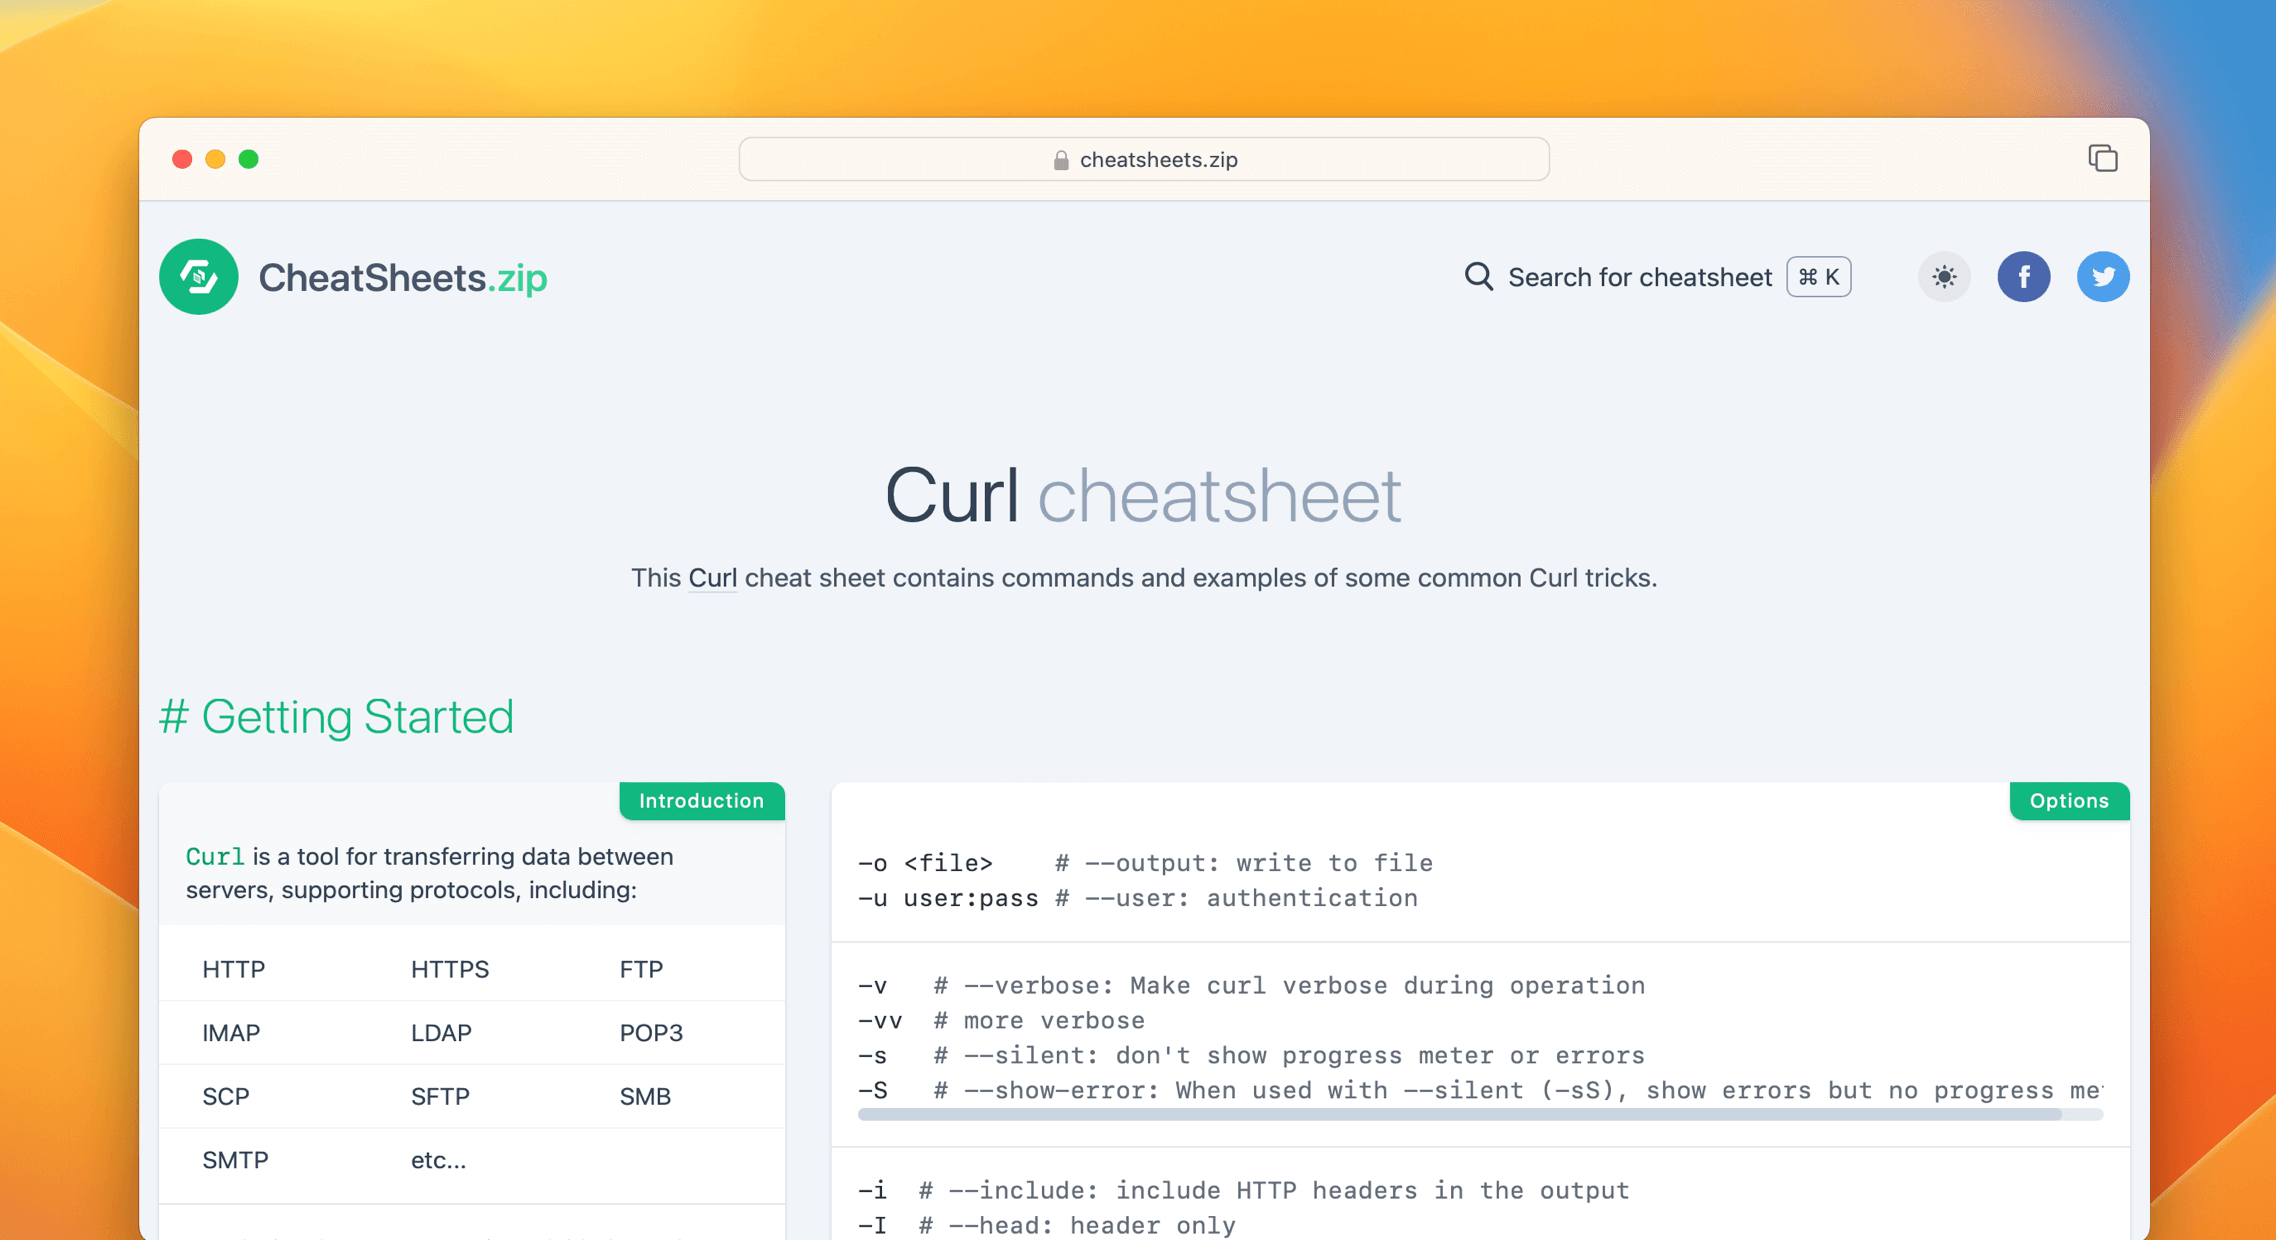 cheatsheets.zip
CheatSheets.zip
Search for cheatsheet ⌘ K
Curl cheatsheet
This Curl cheat sheet contains commands and examples of some common Curl tricks.
# Getting Started
Introduction
Curl is a tool for transferring data between
servers, supporting protocols, including:
HTTP HTTPS FTP
IMAP LDAP POP3
SCP SFTP SMB
SMTP etc...
Options
-o <file>    # --output: write to file
-u user:pass # --user: authentication
-v   # --verbose: Make curl verbose during operation
-vv  # more verbose
-s   # --silent: don't show progress meter or errors
-S   # --show-error: When used with --silent (-sS), show errors but no progress me
-i  # --include: include HTTP headers in the output
-I  # --head: header only